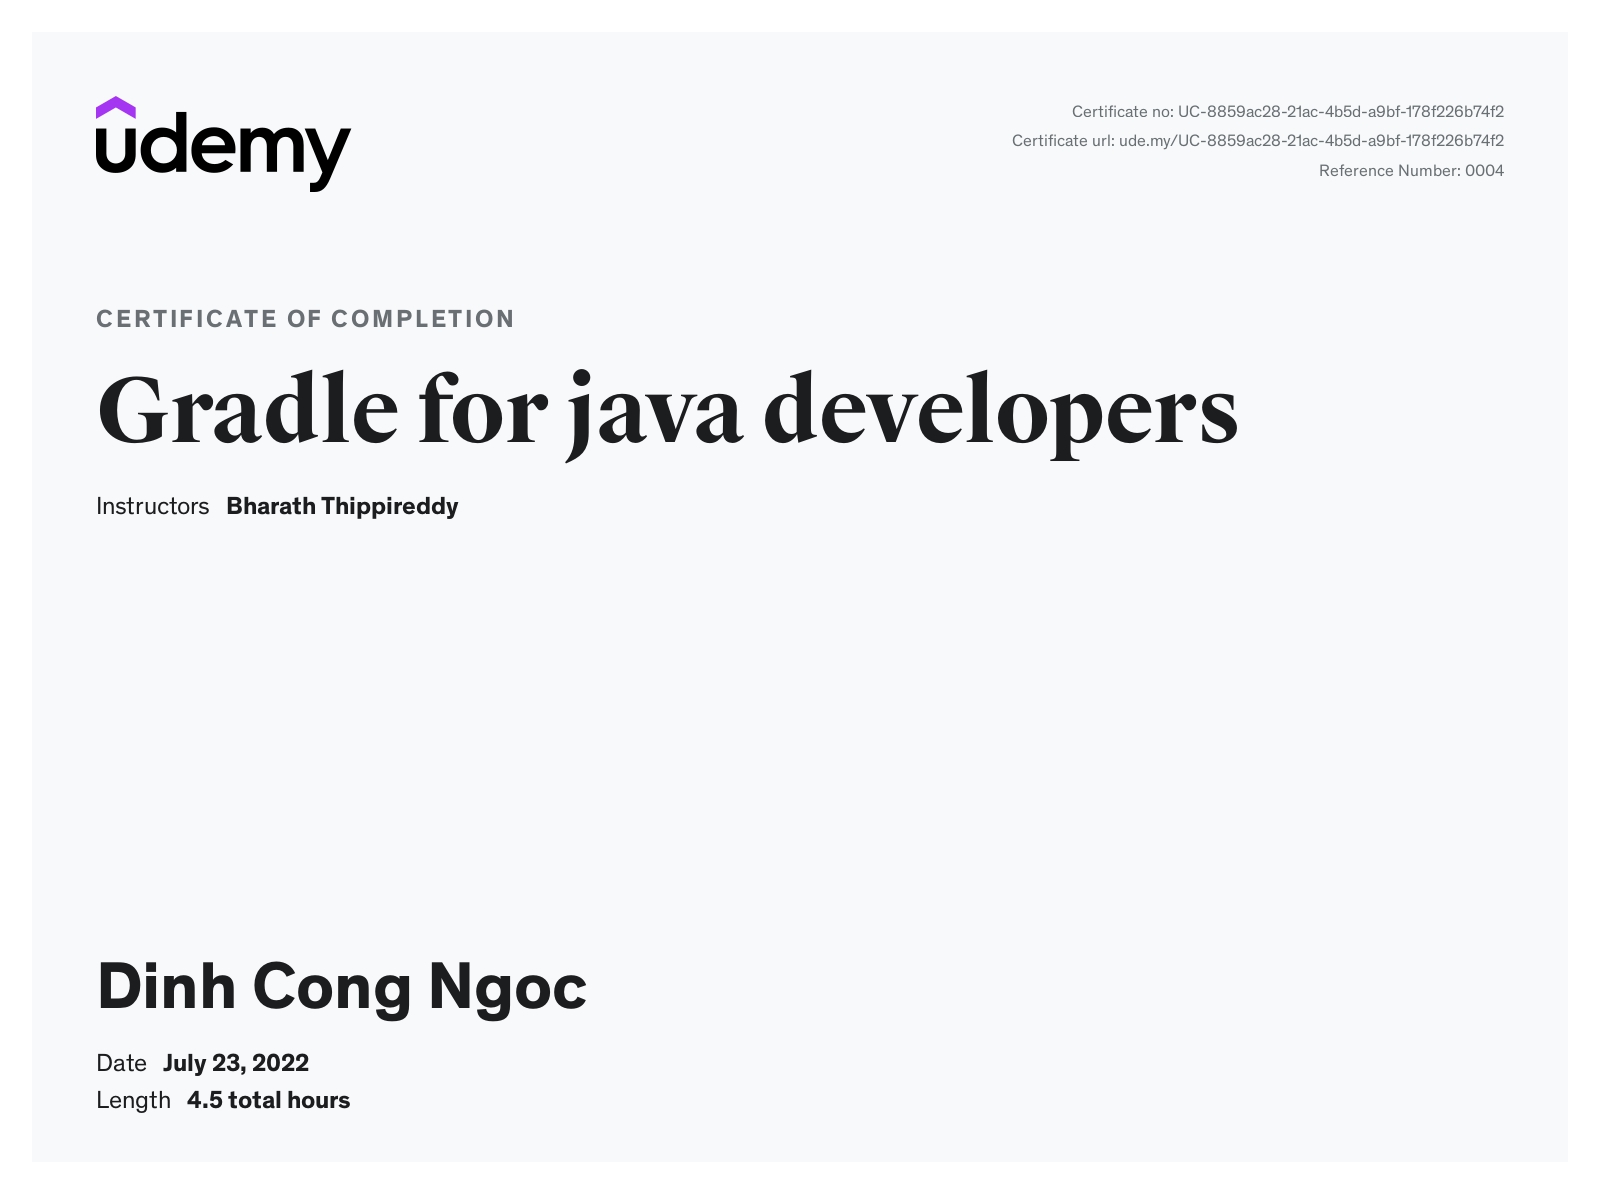 udemy
Certificate no: UC-8859ac28-21ac-4b5d-a9bf-178f226b74f2
Certificate url: ude.my/UC-8859ac28-21ac-4b5d-a9bf-178f226b74f2
Reference Number: 0004
CERTIFICATE OF COMPLETION
Gradle for java developers
Instructors Bharath Thippireddy
Dinh Cong Ngoc
Date July 23, 2022
Length 4.5 total hours